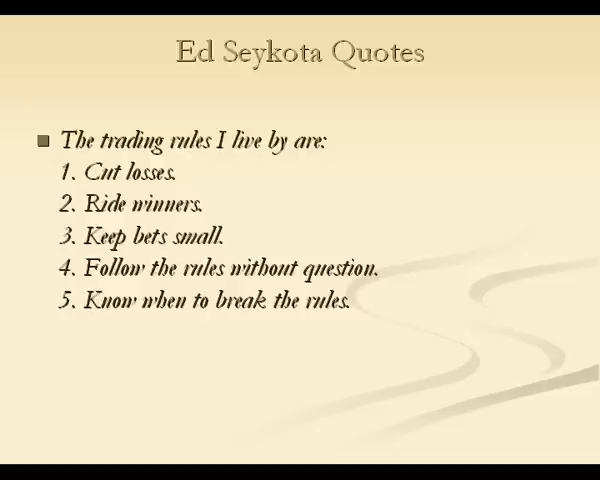 Ed Seykota Quotes
The trading rules I live by are:
1. Cut losses.
2. Ride winners.
3. Keep bets small.
4. Follow the rules without question.
5. Know when to break the rules.